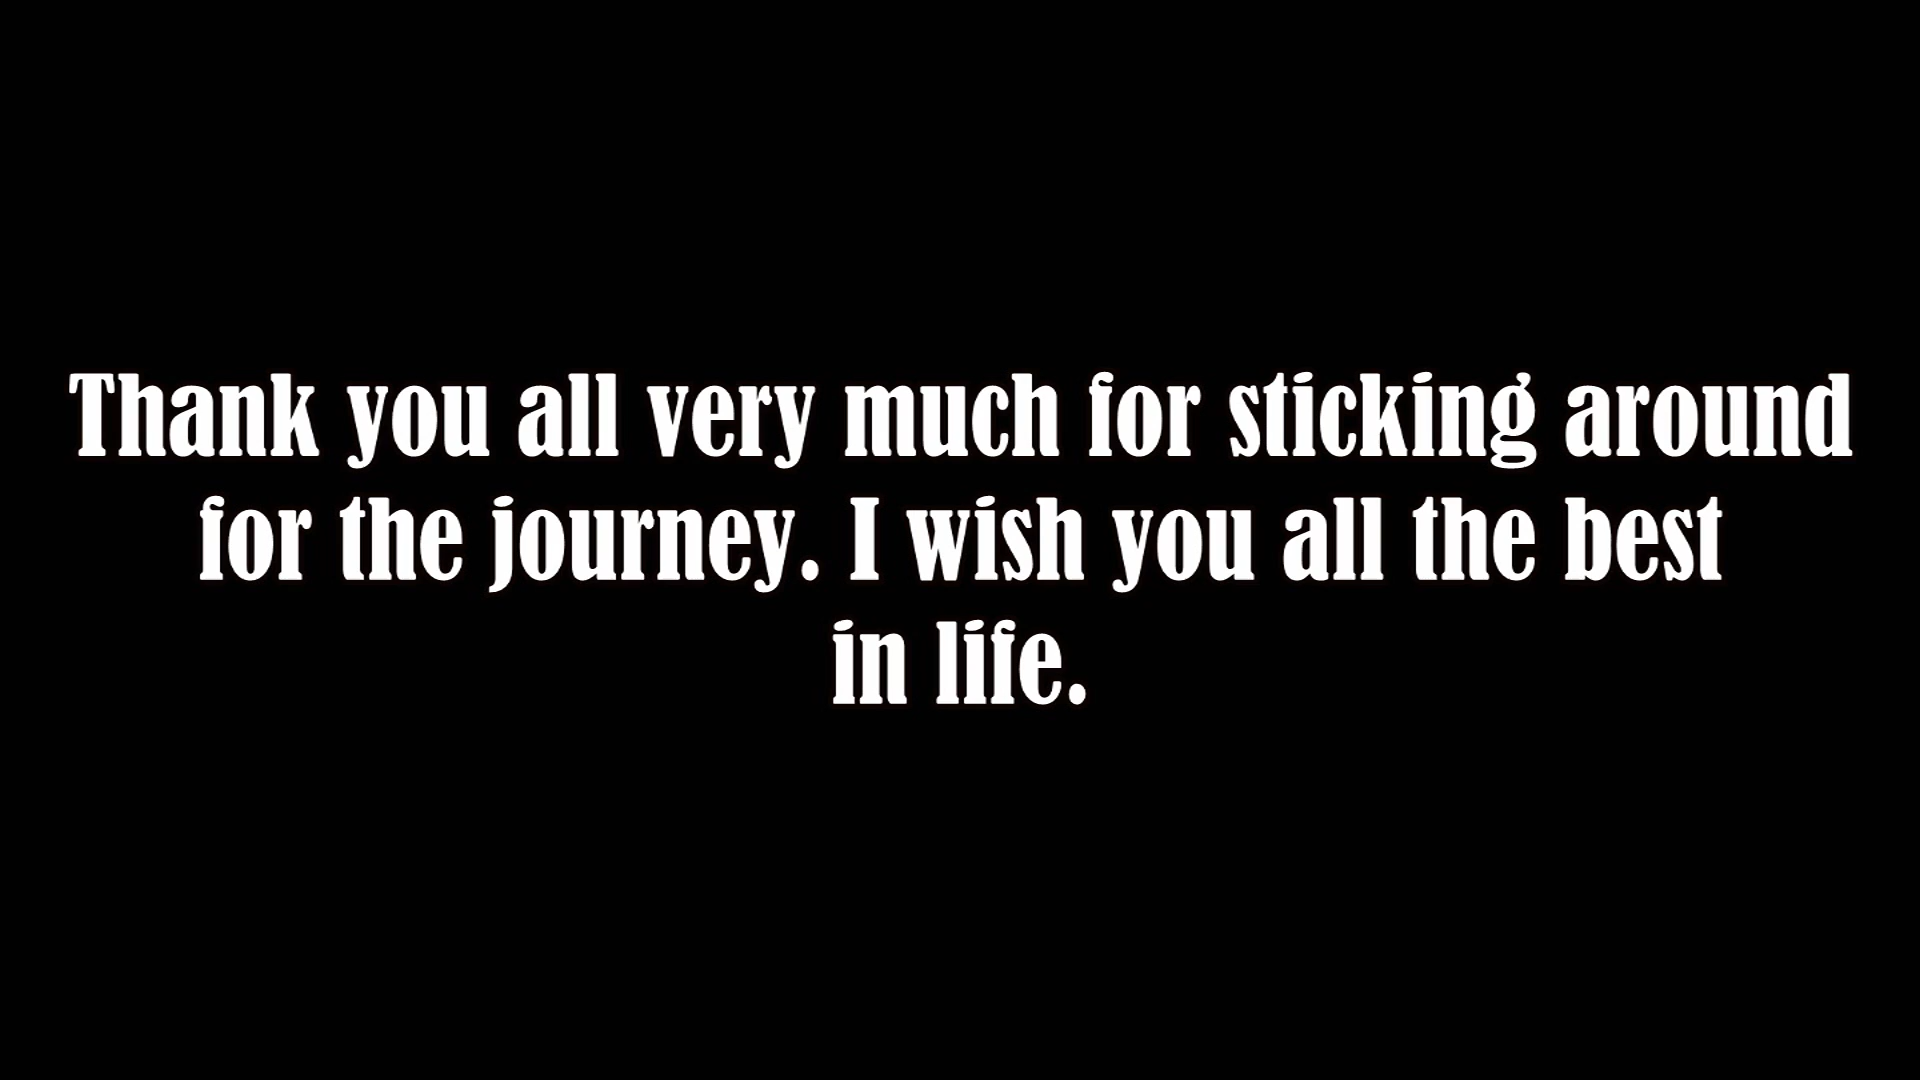 Thank you all very much for sticking around
for the journey. I wish you all the best
in life.